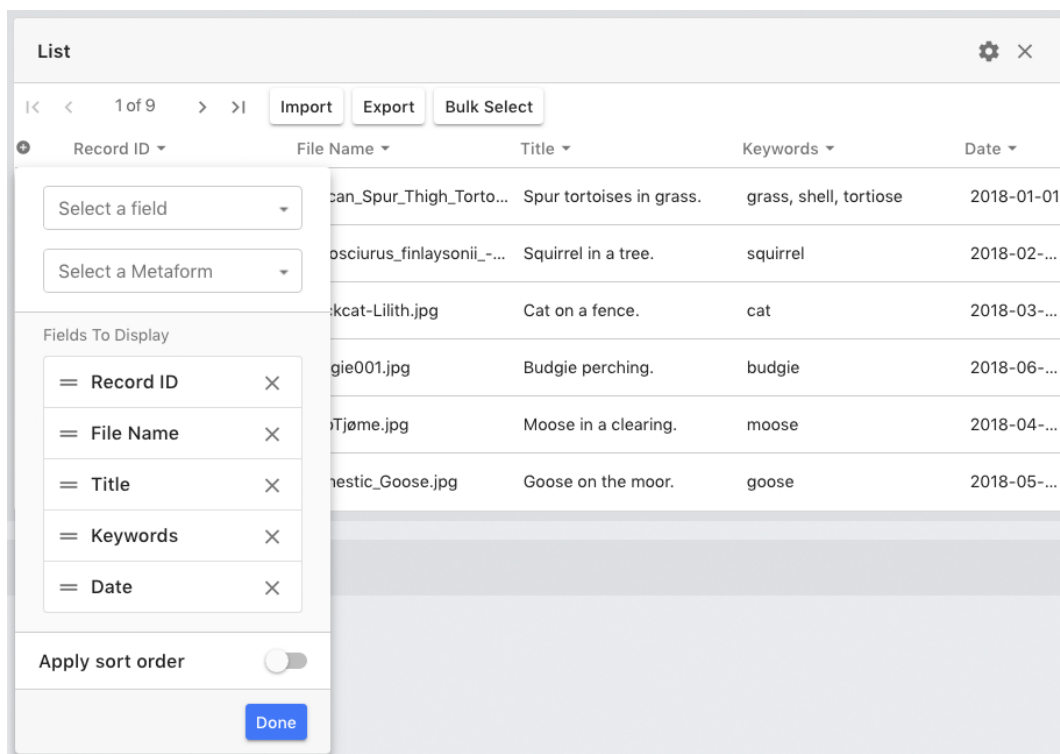 List
1 of 9 Import Export Bulk Select
Record ID File Name Title Keywords Date
Select a field
Select a Metaform
Fields To Display
Record ID
File Name
Title
Keywords
Date
Apply sort order
Done
can_Spur_Thigh_Torto... Spur tortoises in grass. grass, shell, tortiose 2018-01-01
osciurus_finlaysonii_-... Squirrel in a tree. squirrel 2018-02-...
kcat-Lilith.jpg Cat on a fence. cat 2018-03-...
gie001.jpg Budgie perching. budgie 2018-06-...
Tjøme.jpg Moose in a clearing. moose 2018-04-...
nestic_Goose.jpg Goose on the moor. goose 2018-05-...